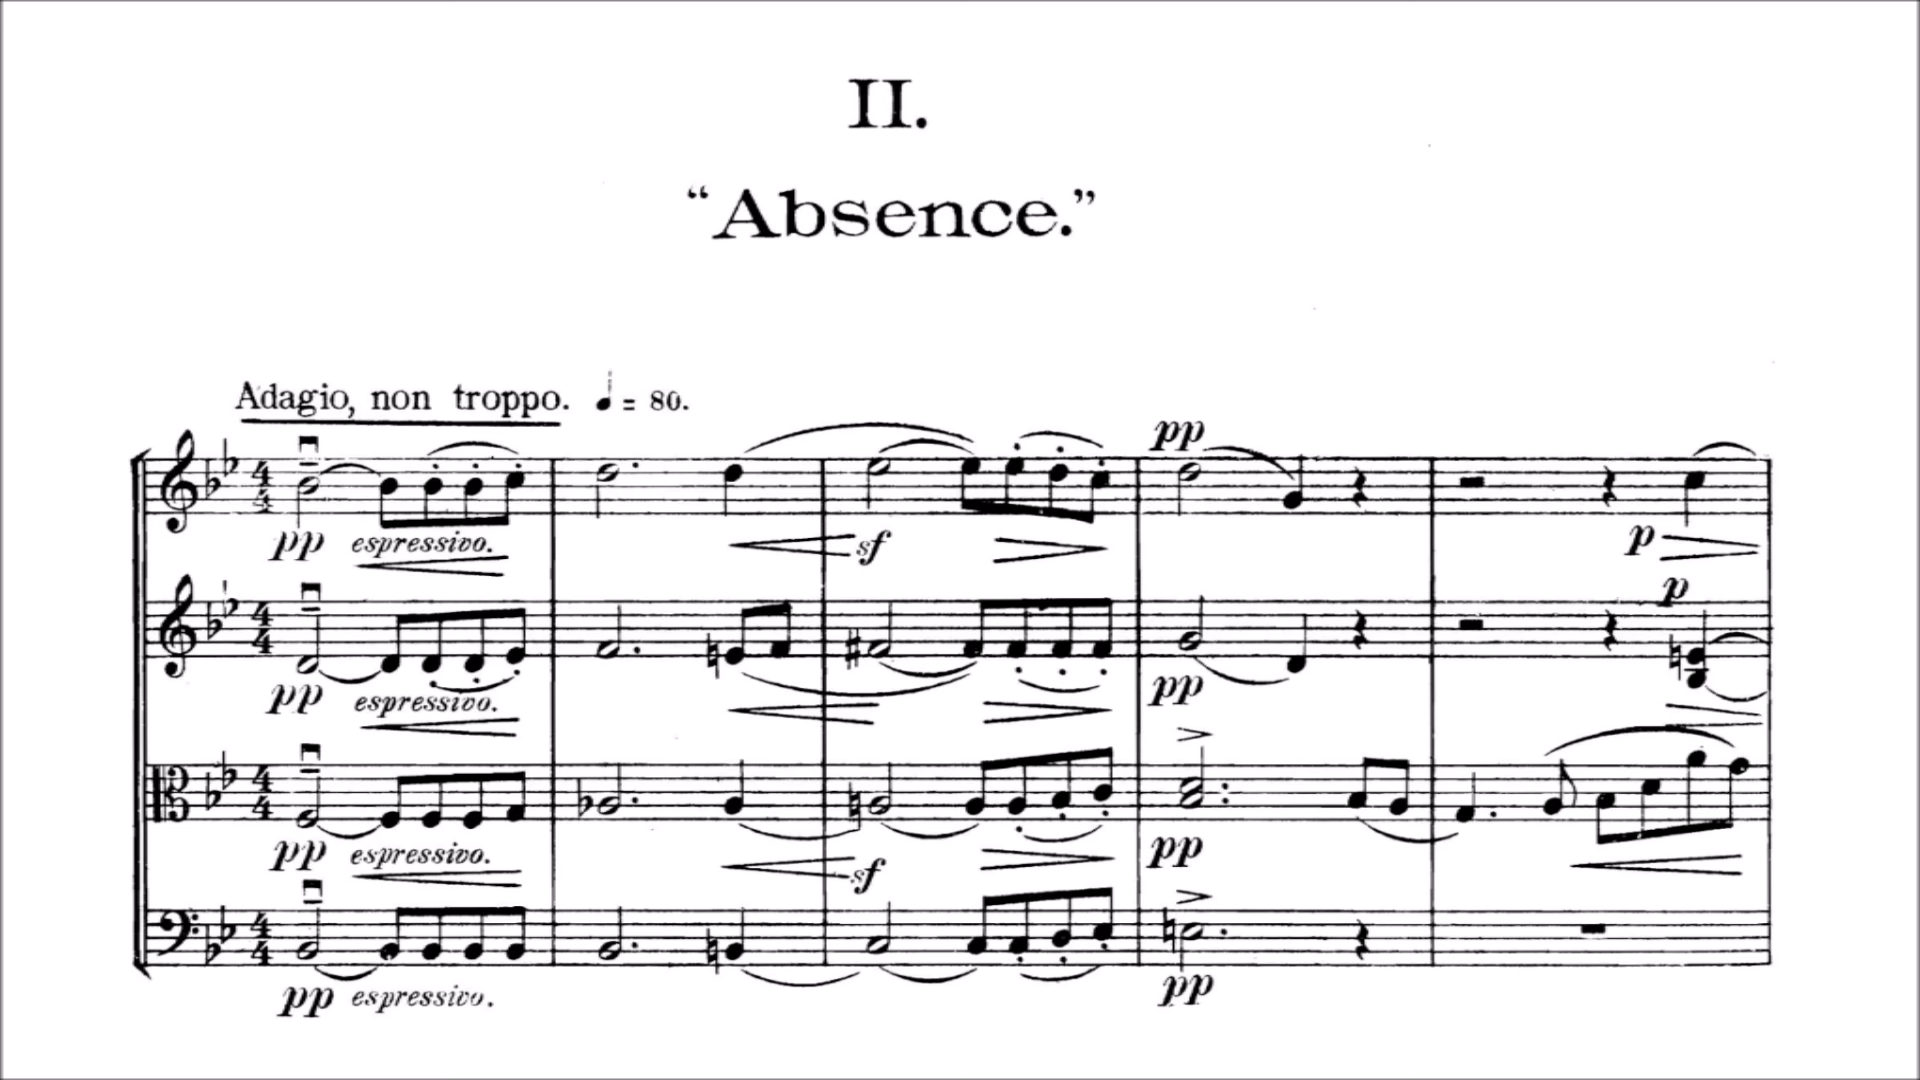 II.
“Absence.”
Adagio, non troppo. ♩ = 80.
pp
pp espressivo. sf p
p
pp espressivo. pp
pp espressivo. sf pp
pp espressivo. pp